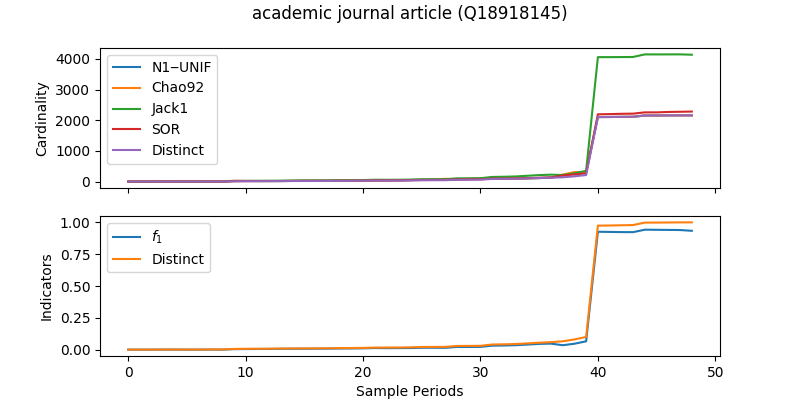 academic journal article (Q18918145)
Cardinality
4000
3000
2000
1000
0
N1−UNIF
Chao92
Jack1
SOR
Distinct
Indicators
1.00
0.75
0.50
0.25
0.00
f1
Distinct
0 10 20 30 40 50
Sample Periods